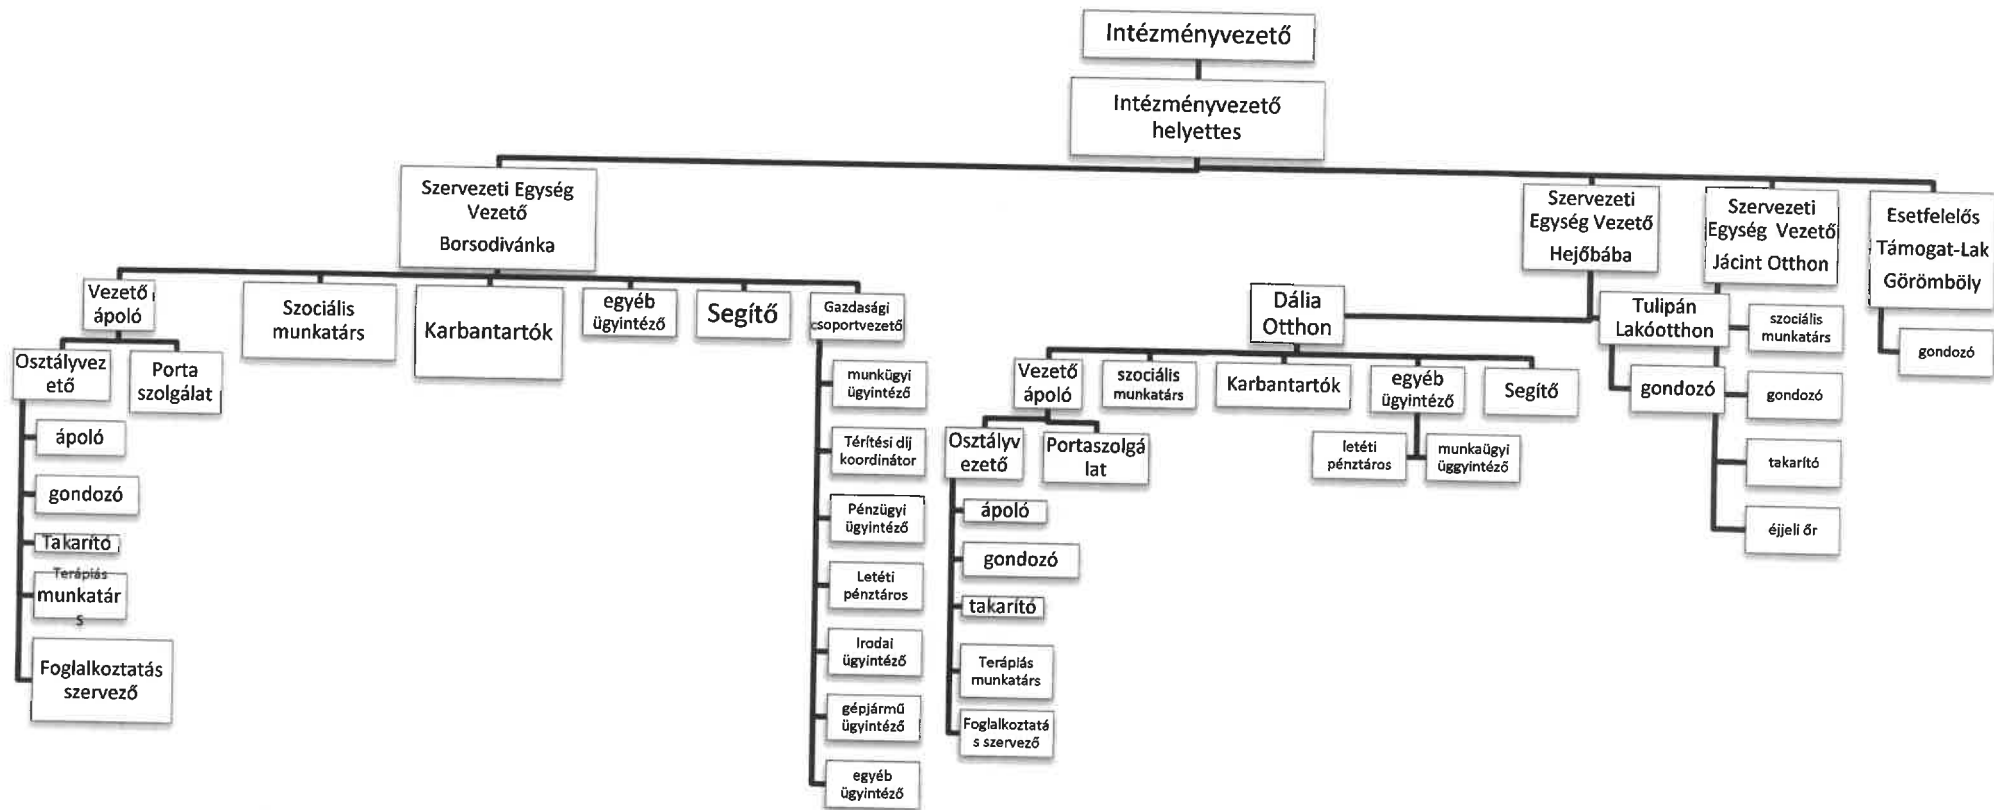 Intézményvezető
Intézményvezető
helyettes
Szervezeti Egység
Vezető
Borsodivánka
Szervezeti
Egység Vezető
Hejőbába
Szervezeti
Egység Vezető
Jácint Otthon
Esetfelelős
Támogat-Lak
Görömböly
Vezető
ápoló
Szociális
munkatárs
Karbantartók
egyéb
ügyintéző
Segítő
Gazdasági
csoportvezető
Osztályvez
ető
Porta
szolgálat
ápoló
gondozó
Takarító
Terápiás
munkatár
s
Foglalkoztatás
szervező
munkügyi
ügyintéző
Térítési díj
koordinátor
Pénzügyi
ügyintéző
Letéti
pénztáros
Irodai
ügyintéző
gépjármű
ügyintéző
egyéb
ügyintéző
Dália
Otthon
Tulipán
Lakóotthon
Vezető
ápoló
szociális
munkatárs
Karbantartók
egyéb
ügyintéző
Segítő
Osztályv
ezető
Portaszolgá
lat
letéti
pénztáros
munkaügyi
üggyintéző
ápoló
gondozó
takarító
Terápiás
munkatárs
Foglalkoztatá
s szervező
gondozó
szociális
munkatárs
gondozó
takarító
éjjeli őr
gondozó